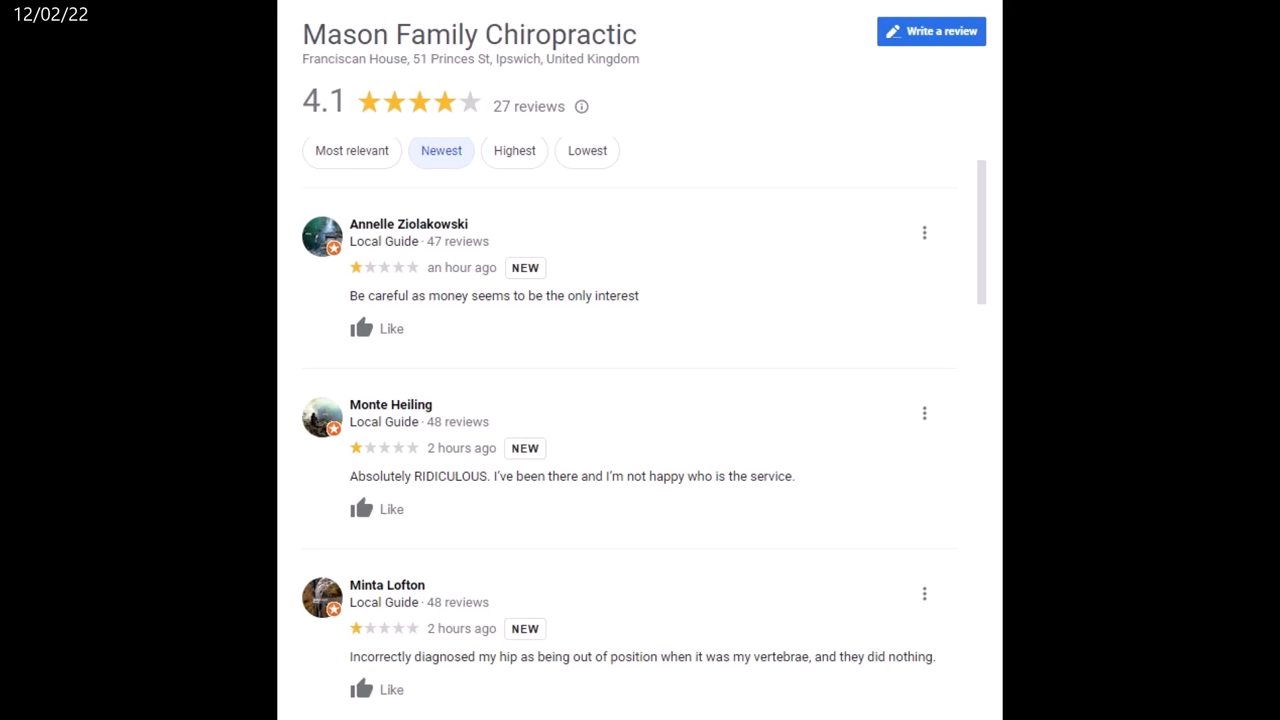 12/02/22
Mason Family Chiropractic
Write a review
Franciscan House, 51 Princes St, Ipswich, United Kingdom
4.1 27 reviews
Most relevant Newest Highest Lowest
Annelle Ziolakowski
Local Guide · 47 reviews
an hour ago NEW
Be careful as money seems to be the only interest
Like
Monte Heiling
Local Guide · 48 reviews
2 hours ago NEW
Absolutely RIDICULOUS. I've been there and I'm not happy who is the service.
Like
Minta Lofton
Local Guide · 48 reviews
2 hours ago NEW
Incorrectly diagnosed my hip as being out of position when it was my vertebrae, and they did nothing.
Like